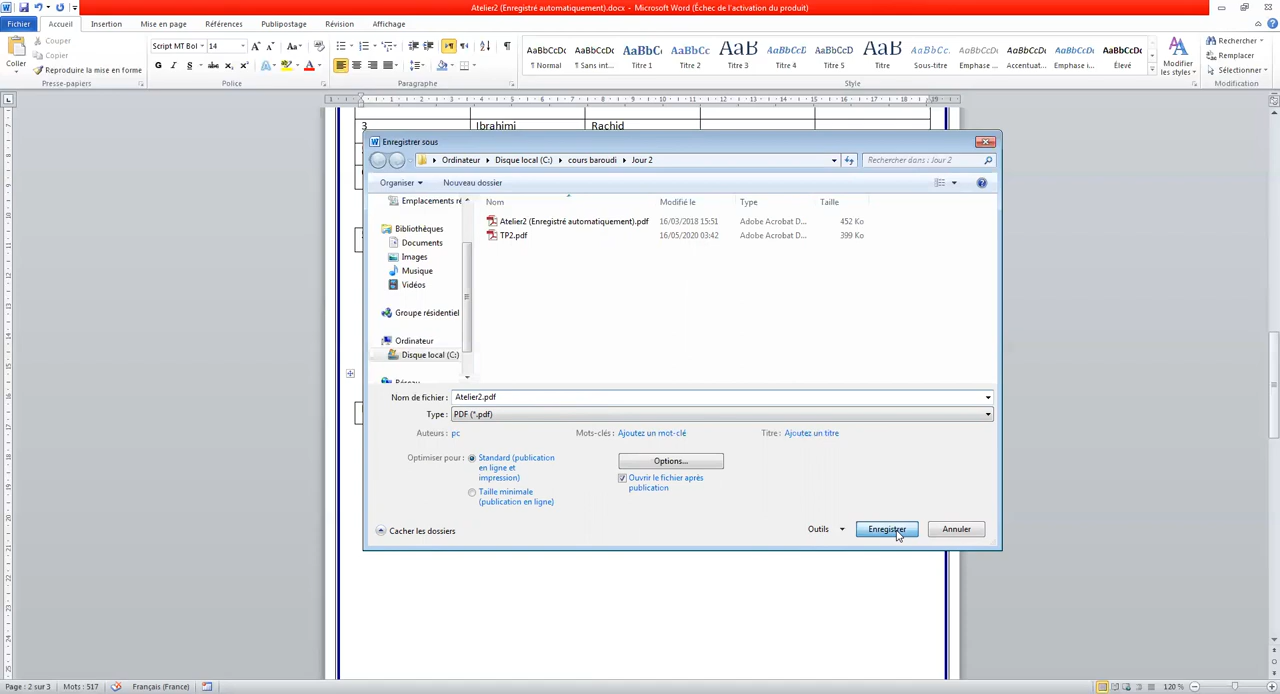 Atelier2 (Enregistré automatiquement).docx - Microsoft Word (Échec de l'activation du produit)
Fichier Accueil Insertion Mise en page Références Publipostage Révision Affichage
Coller
Couper
Copier
Reproduire la mise en forme
Presse-papiers
Script MT Bol 14
Police
Paragraphe
AaBbCcDc AaBbCcDc AaBbC AaBbCc AaB AaBbCcD AaBbCcD AaB AaBbCc. AaBbCcD AaBbCcDc AaBbCcD AaBbCcD AaBbCcDc
¶ Normal ¶ Sans int... Titre 1 Titre 2 Titre 3 Titre 4 Titre 5 Titre Sous-titre Emphase ... Accentuat... Emphase i... ¶ Remplacem... Élevé
Style
Modifier les styles
Rechercher
Remplacer
Sélectionner
Modification
3 Ibrahimi Rachid
Enregistrer sous
Ordinateur Disque local (C:) cours baroudi Jour 2
Rechercher dans : Jour 2
Organiser Nouveau dossier
Emplacements ré
Bibliothèques
Documents
Images
Musique
Vidéos
Groupe résidentiel
Ordinateur
Disque local (C:)
Réseau
Nom Modifié le Type Taille
Atelier2 (Enregistré automatiquement).pdf 16/03/2018 15:51 Adobe Acrobat D... 452 Ko
TP2.pdf 16/05/2020 03:42 Adobe Acrobat D... 399 Ko
Nom de fichier : Atelier2.pdf
Type : PDF (*.pdf)
Auteurs : pc Mots-clés : Ajoutez un mot-clé Titre : Ajoutez un titre
Optimiser pour :
Standard (publication
en ligne et
impression)
Taille minimale
(publication en ligne)
Options...
Ouvrir le fichier après
publication
Cacher les dossiers
Outils Enregistrer Annuler
Page : 2 sur 3 Mots : 517 Français (France) 120 %